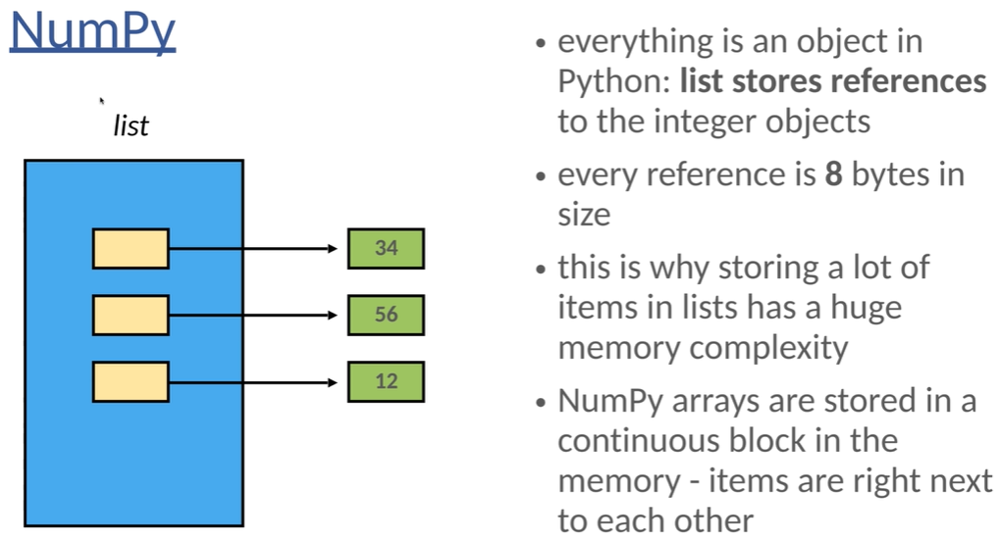 NumPy
list
34
56
12
• everything is an object in
Python: list stores references
to the integer objects
• every reference is 8 bytes in
size
• this is why storing a lot of
items in lists has a huge
memory complexity
• NumPy arrays are stored in a
continuous block in the
memory - items are right next
to each other